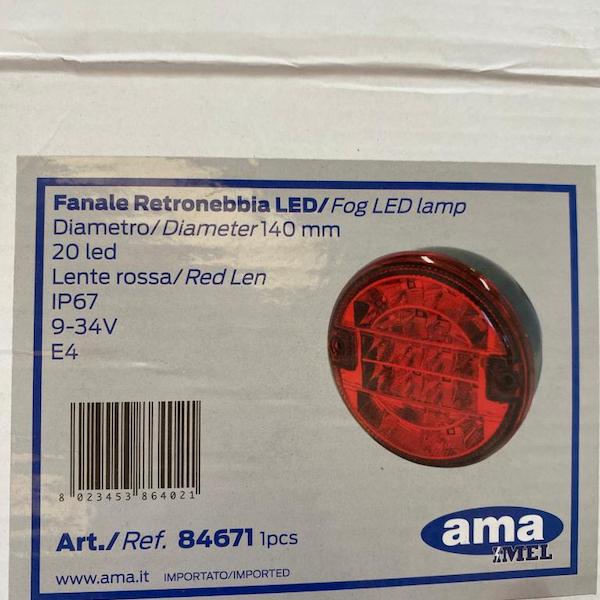 Fanale Retronebbia LED/Fog LED lamp
Diametro/Diameter 140 mm
20 led
Lente rossa/Red Len
IP67
9-34V
E4
8 023453 864021
Art./Ref. 84671 1pcs
www.ama.it IMPORTATO/IMPORTED
ama
MEL